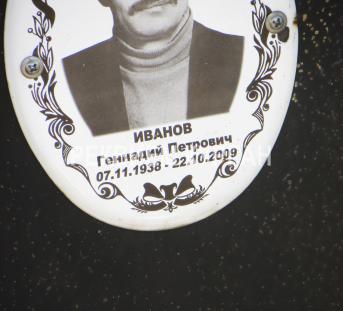 ИВАНОВ
Геннадий Петрович
07.11.1938 - 22.10.2009